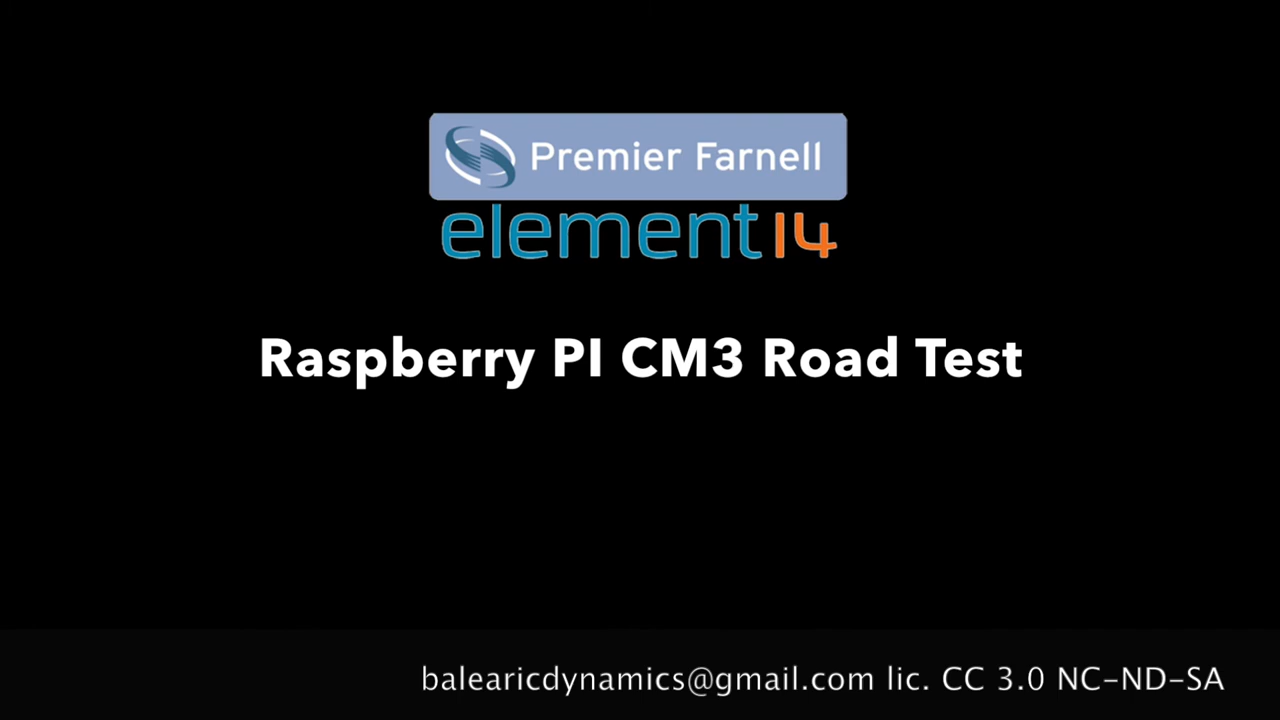 Premier Farnell
element14
Raspberry PI CM3 Road Test
balearicdynamics@gmail.com lic. CC 3.0 NC-ND-SA